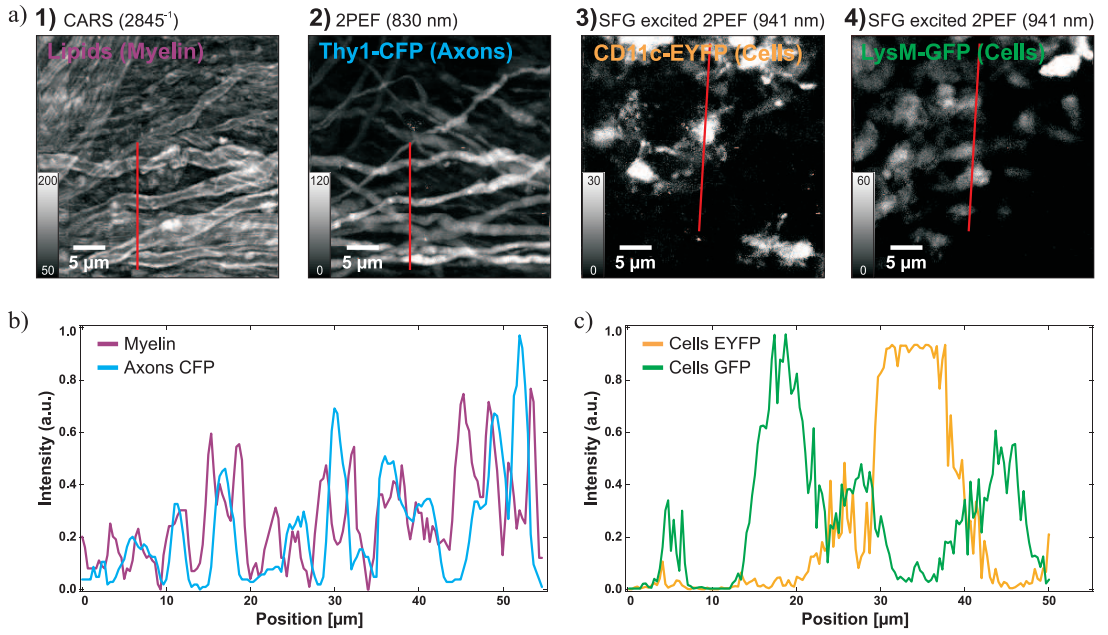 a)
1) CARS (2845⁻¹)
2) 2PEF (830 nm)
3) SFG excited 2PEF (941 nm)
4) SFG excited 2PEF (941 nm)
Lipids (Myelin)
Thy1-CFP (Axons)
CD11c-EYFP (Cells)
LysM-GFP (Cells)
200
50
5 µm
120
0
5 µm
30
0
5 µm
60
0
5 µm
b)
Myelin
Axons CFP
Intensity (a.u.)
1.0
0.8
0.6
0.4
0.2
0.0
0 10 20 30 40 50
Position [µm]
c)
Cells EYFP
Cells GFP
Intensity (a.u.)
1.0
0.8
0.6
0.4
0.2
0.0
0 10 20 30 40 50
Position [µm]